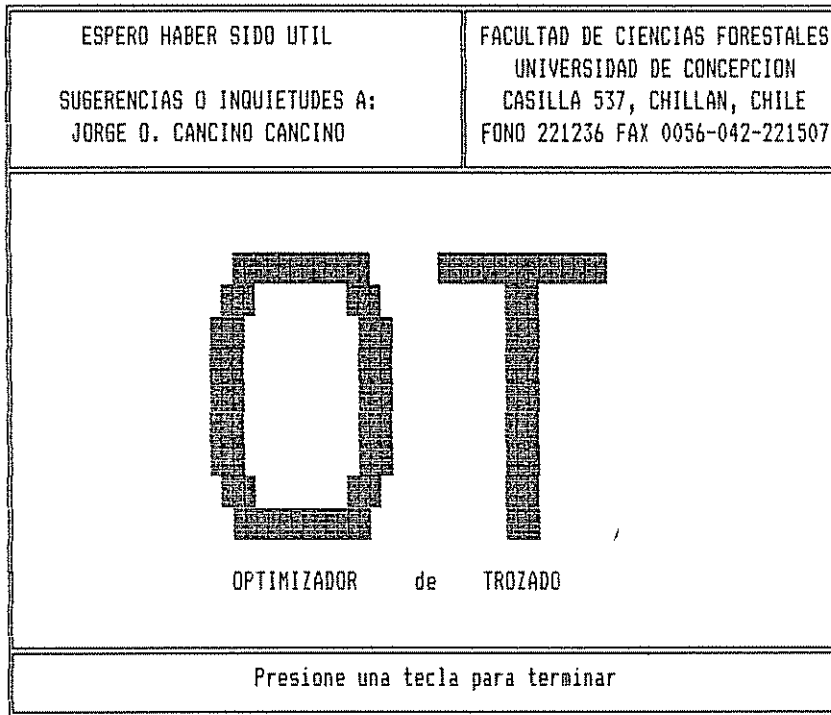 ESPERO HABER SIDO UTIL
SUGERENCIAS O INQUIETUDES A:
JORGE O. CANCINO CANCINO
FACULTAD DE CIENCIAS FORESTALES
UNIVERSIDAD DE CONCEPCION
CASILLA 537, CHILLAN, CHILE
FONO 221236 FAX 0056-042-221507
OT
OPTIMIZADOR de TROZADO
Presione una tecla para terminar